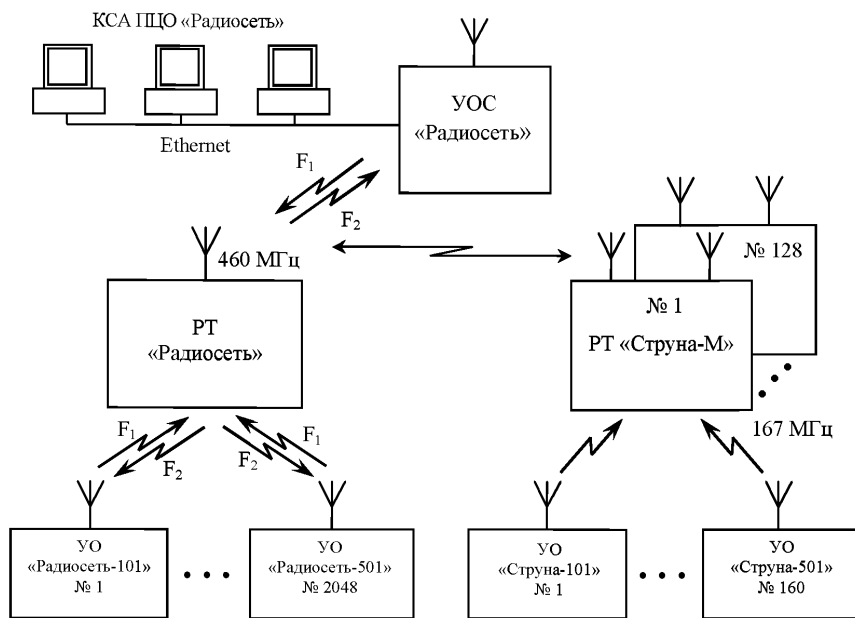 КСА ПЦО «Радиосеть»
УОС
«Радиосеть»
Ethernet
F1
F2
460 МГц
№ 128
№ 1
РТ «Струна-М»
РТ
«Радиосеть»
167 МГц
F1
F2
F1
F2
УО
«Радиосеть-101»
№ 1
УО
«Радиосеть-501»
№ 2048
УО
«Струна-101»
№ 1
УО
«Струна-501»
№ 160